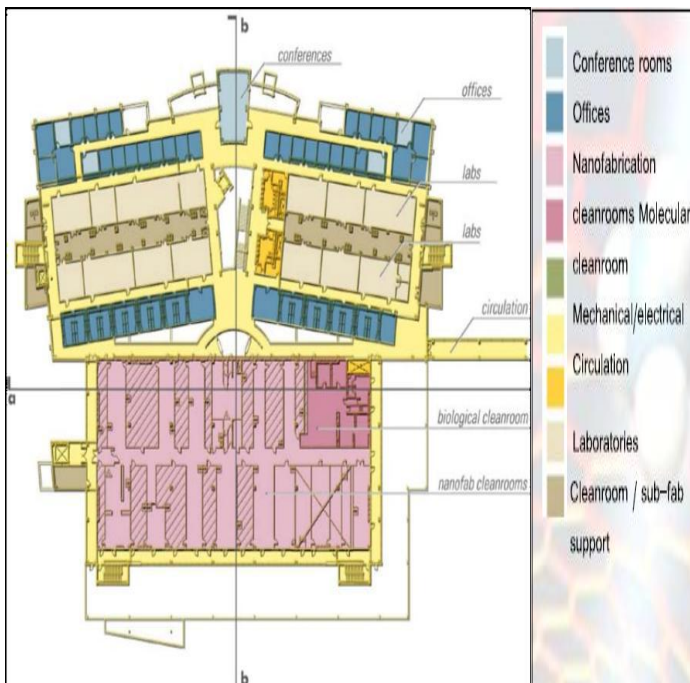 b
conferences
offices
labs
labs
circulation
a
biological cleanroom
nanofab cleanrooms
b
Conference rooms
Offices
Nanofabrication
cleanrooms Molecular
cleanroom
Mechanical/electrical
Circulation
Laboratories
Cleanroom / sub-fab
support